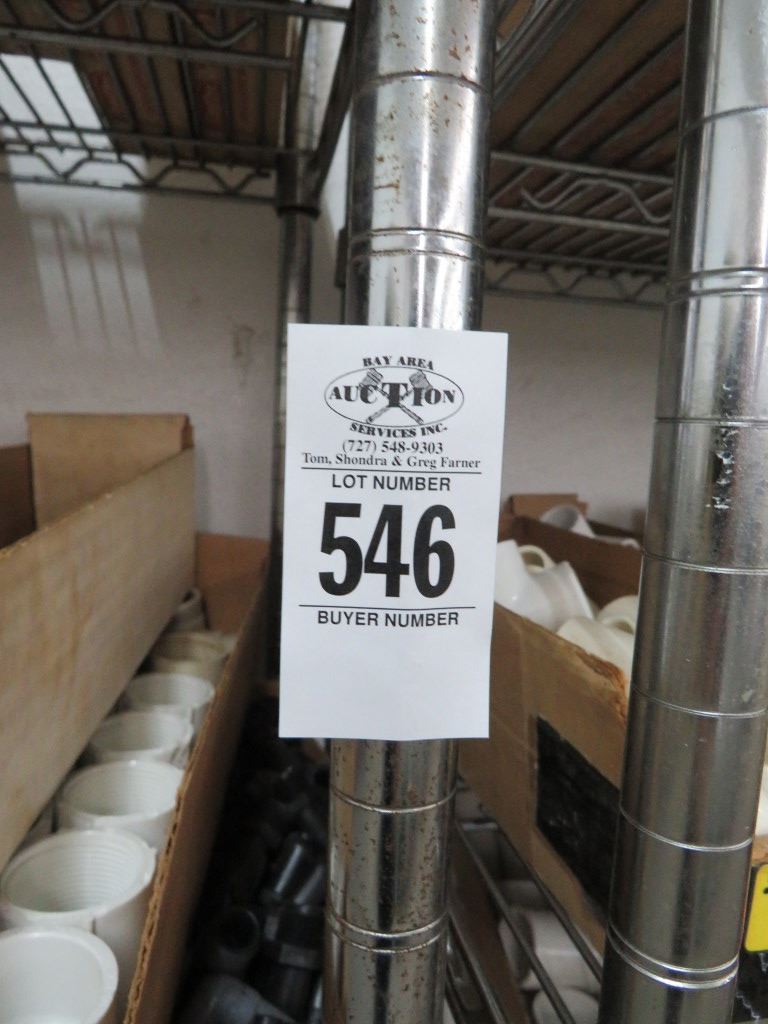 BAY AREA
AUCTION
SERVICES INC.
(727) 548-9303
Tom, Shondra & Greg Farner
LOT NUMBER
546
BUYER NUMBER